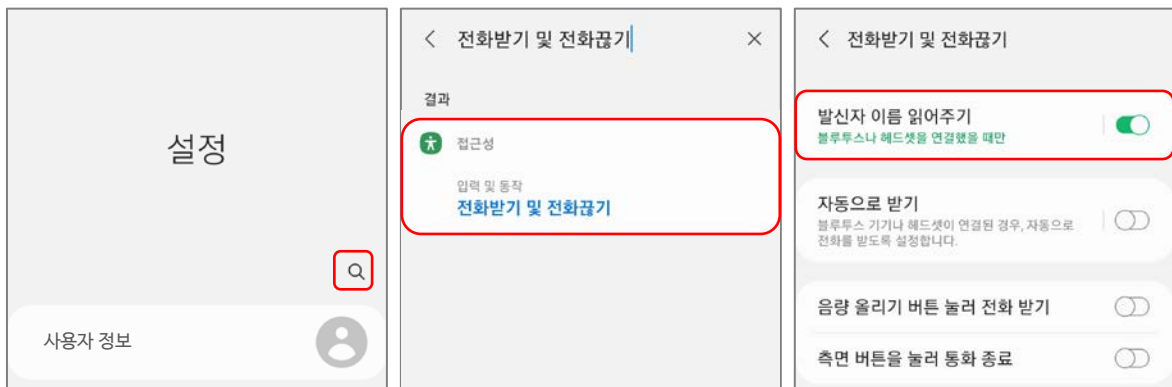 설정
사용자 정보
전화받기 및 전화끊기
결과
접근성
입력 및 동작
전화받기 및 전화끊기
전화받기 및 전화끊기
발신자 이름 읽어주기
블루투스나 헤드셋을 연결했을 때만
자동으로 받기
블루투스 기기나 헤드셋이 연결된 경우, 자동으로
전화를 받도록 설정합니다.
음량 올리기 버튼 눌러 전화 받기
측면 버튼을 눌러 통화 종료